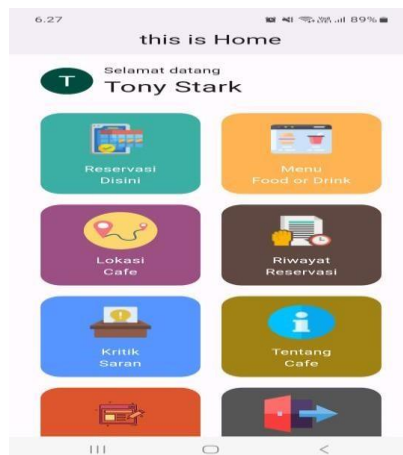 6.27
89%
this is Home
T
Selamat datang
Tony Stark
Reservasi
Disini
Menu
Food or Drink
Lokasi
Cafe
Riwayat
Reservasi
Kritik
Saran
Tentang
Cafe